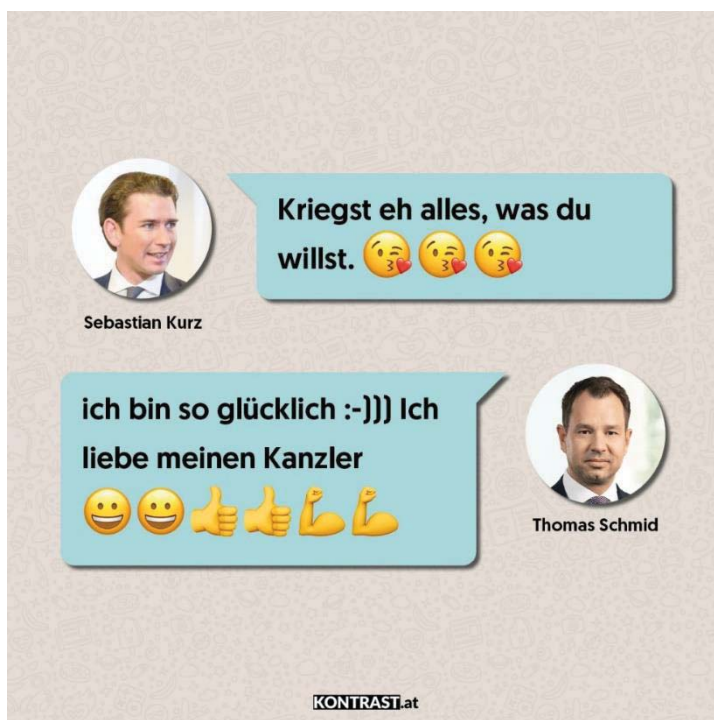 Kriegst eh alles, was du
willst. 😘 😘 😘
Sebastian Kurz
ich bin so glücklich :-))) Ich
liebe meinen Kanzler
😀 😀 👍 👍 💪 💪
Thomas Schmid
KONTRAST.at